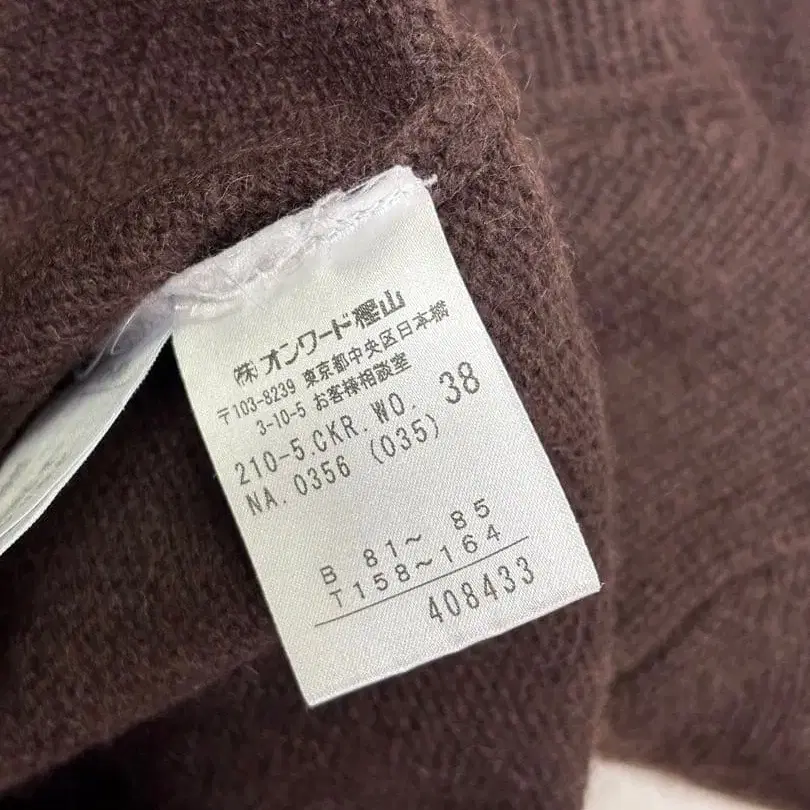 ㈱オンワード樫山
〒103-8239 東京都中央区日本橋
3-10-5 お客様相談室
210-5.CKR.WO. 38
NA.0356 (035)
B 81～ 85
T158～164
408433